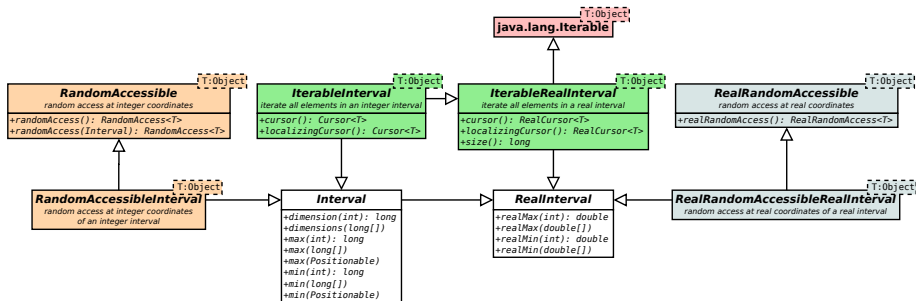 T:Object
java.lang.Iterable
T:Object
RandomAccessible
random access at integer coordinates
+randomAccess(): RandomAccess<T>
+randomAccess(Interval): RandomAccess<T>
T:Object
IterableInterval
iterate all elements in an integer interval
+cursor(): Cursor<T>
+localizingCursor(): Cursor<T>
T:Object
IterableRealInterval
iterate all elements in a real interval
+cursor(): RealCursor<T>
+localizingCursor(): RealCursor<T>
+size(): long
T:Object
RealRandomAccessible
random access at real coordinates
+realRandomAccess(): RealRandomAccess<T>
T:Object
RandomAccessibleInterval
random access at integer coordinates
of an integer interval
Interval
+dimension(int): long
+dimensions(long[])
+max(int): long
+max(long[])
+max(Positionable)
+min(int): long
+min(long[])
+min(Positionable)
RealInterval
+realMax(int): double
+realMax(double[])
+realMin(int): double
+realMin(double[])
T:Object
RealRandomAccessibleRealInterval
random access at real coordinates of a real interval